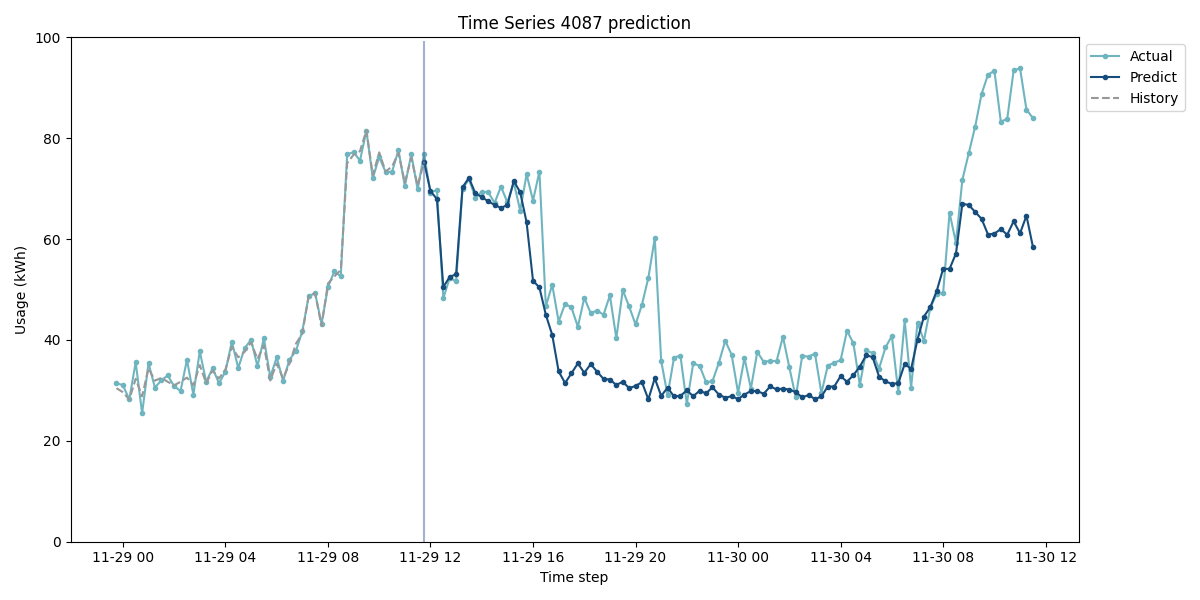 Time Series 4087 prediction
100
80
60
40
20
0
Usage (kWh)
11-29 00
11-29 04
11-29 08
11-29 12
11-29 16
11-29 20
11-30 00
11-30 04
11-30 08
11-30 12
Time step
Actual
Predict
History